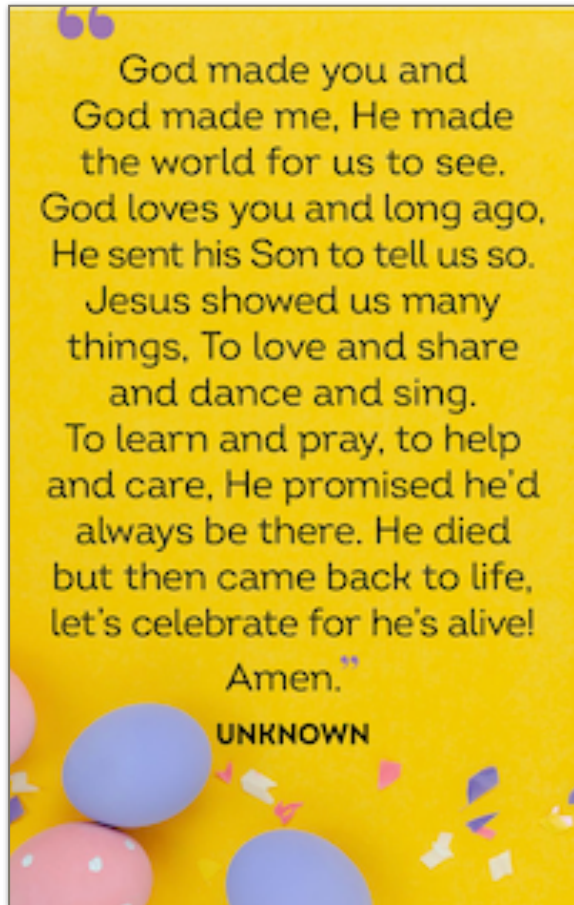 “
God made you and
God made me, He made
the world for us to see.
God loves you and long ago,
He sent his Son to tell us so.
Jesus showed us many
things, To love and share
and dance and sing.
To learn and pray, to help
and care, He promised he'd
always be there. He died
but then came back to life,
let's celebrate for he's alive!
Amen.”
UNKNOWN